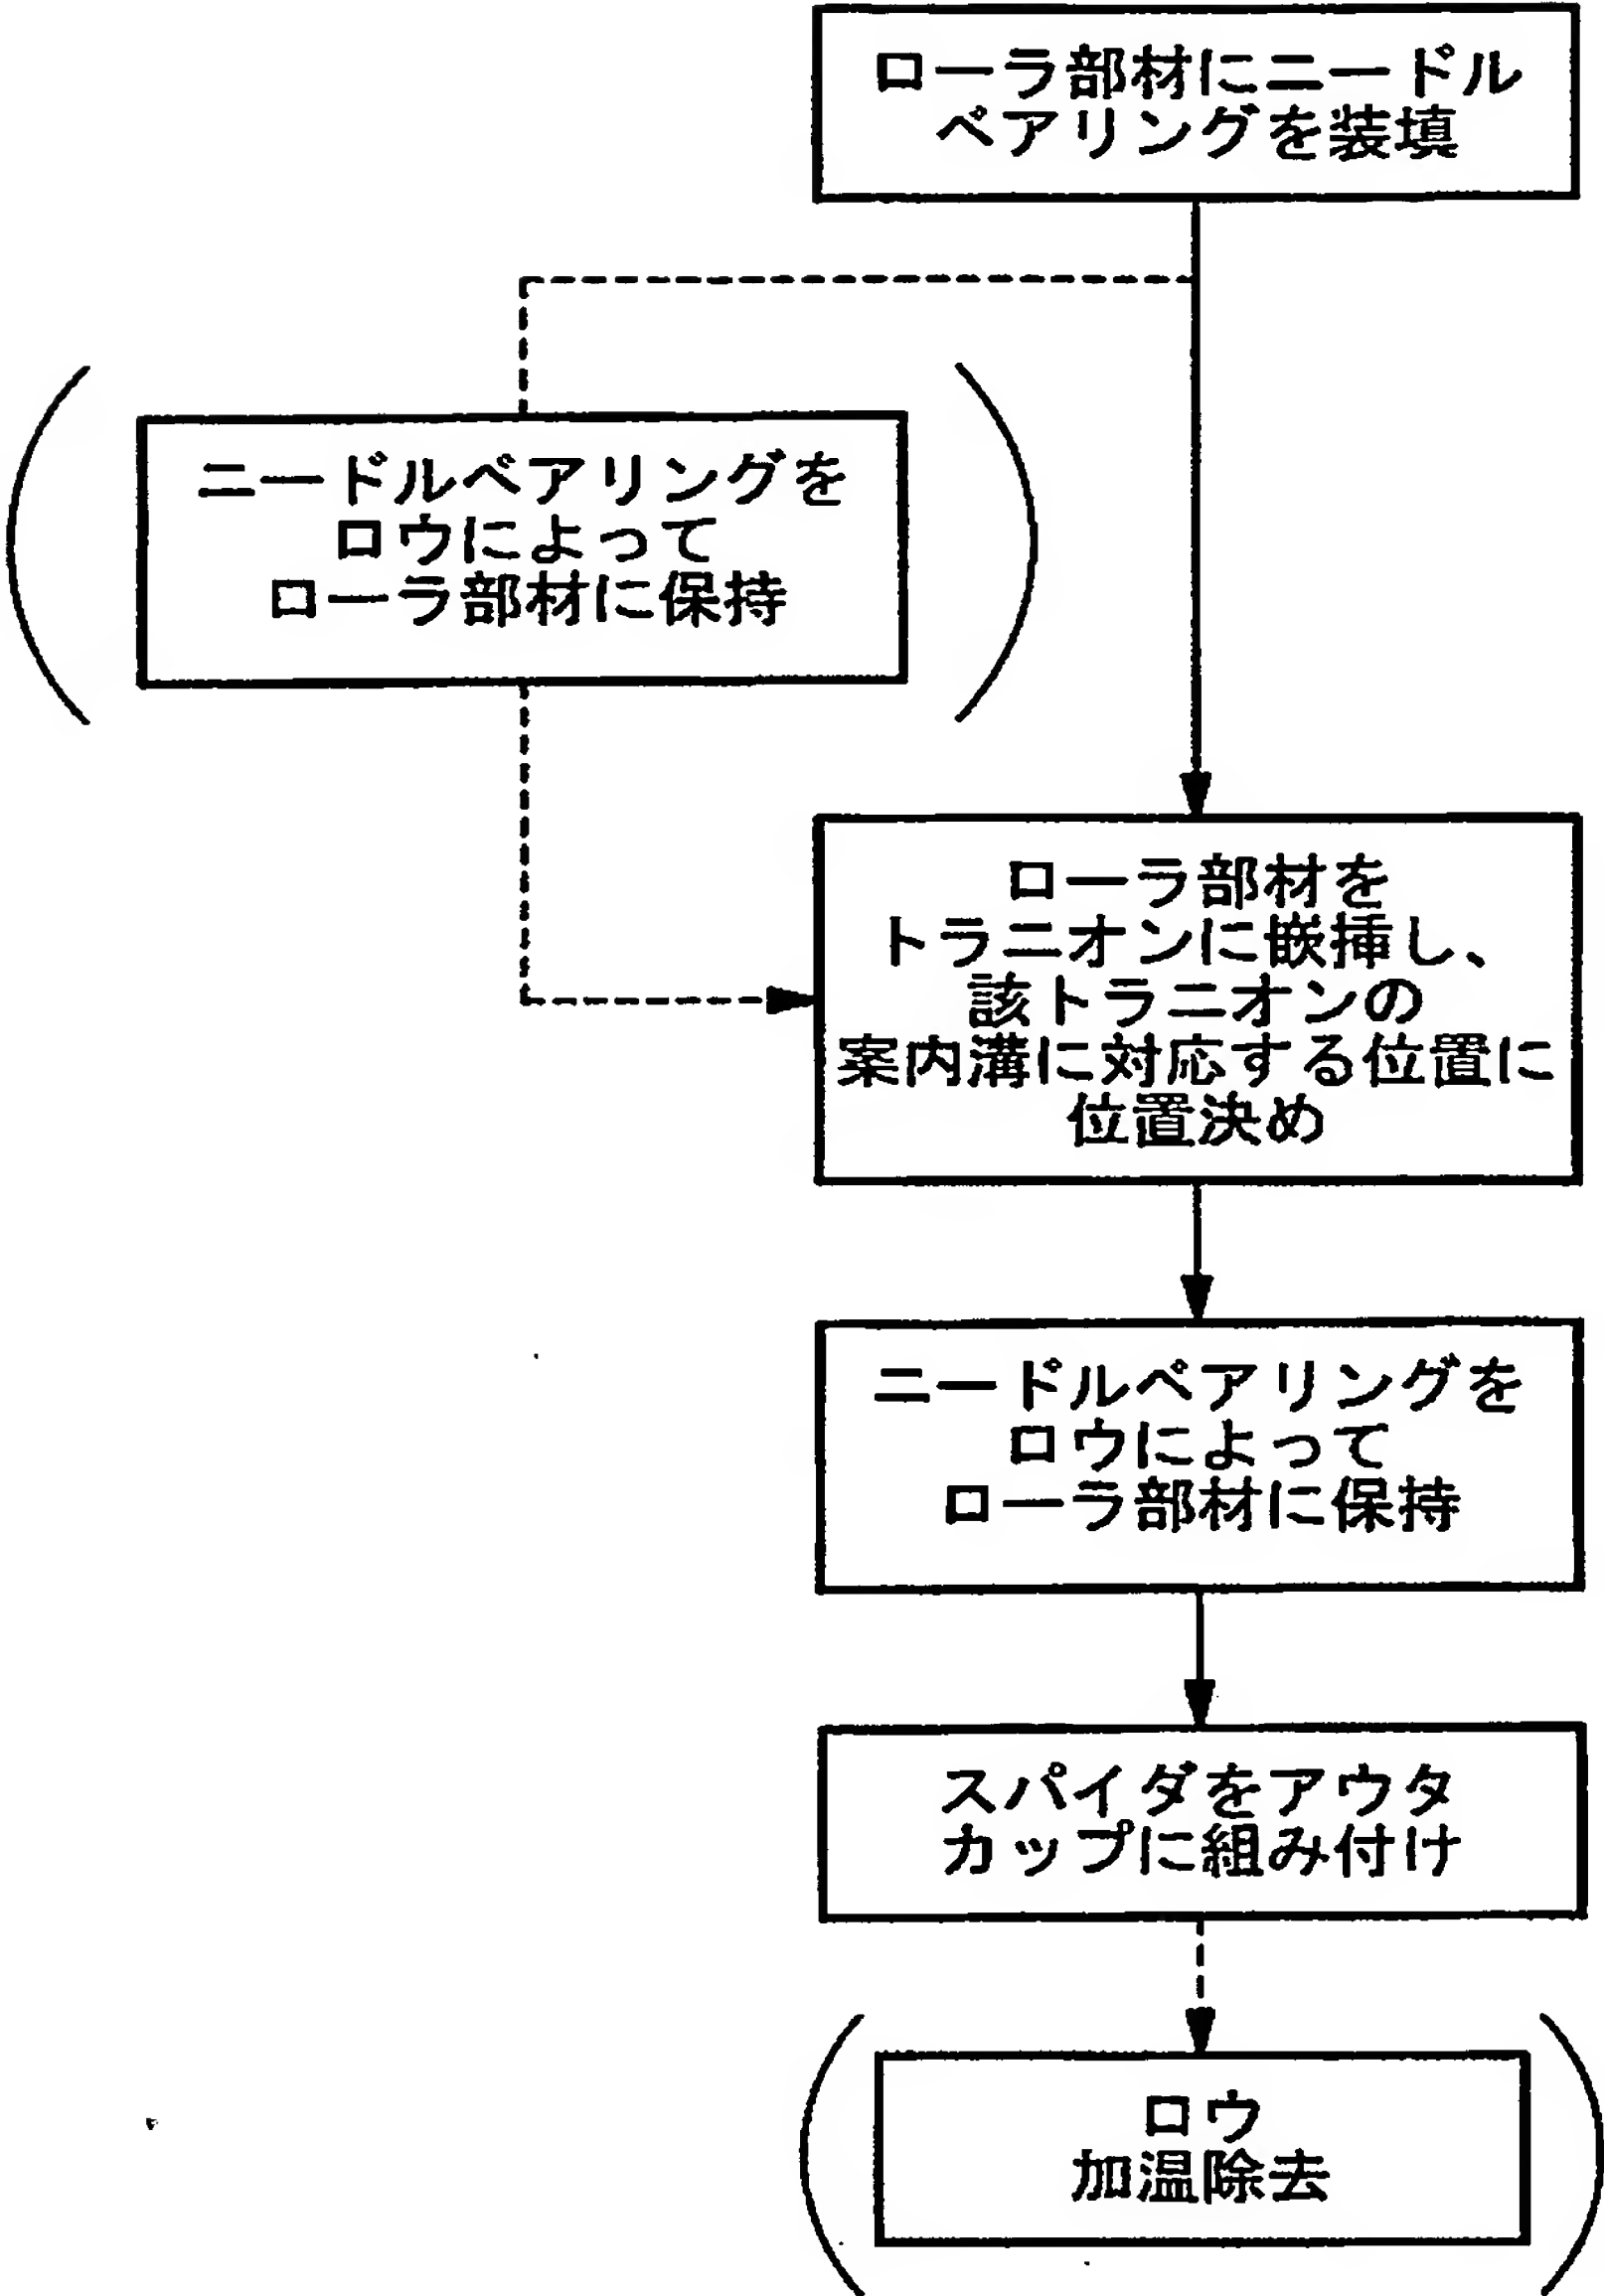 ローラ部材にニードル
ベアリングを装填
ニードルベアリングを
ロウによって
ローラ部材に保持
ローラ部材を
トラニオンに嵌挿し、
該トラニオンの
案内溝に対応する位置に
位置決め
ニードルベアリングを
ロウによって
ローラ部材に保持
スパイダをアウタ
カップに組み付け
ロウ
加温除去